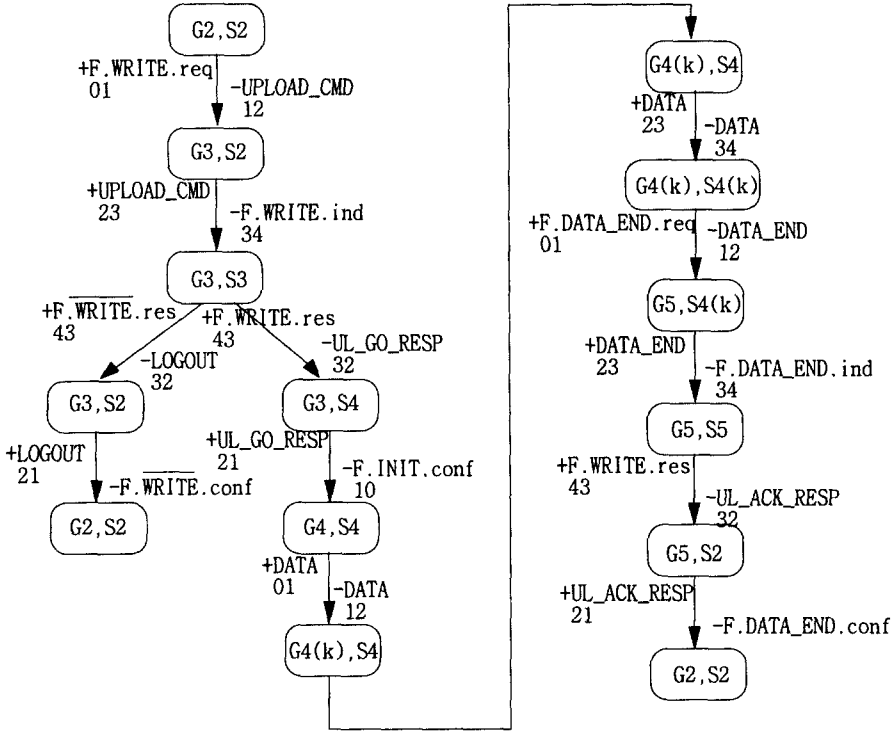 G2,S2
+F.WRITE.req
01
-UPLOAD_CMD
12
G3,S2
+UPLOAD_CMD
23
-F.WRITE.ind
34
G3,S3
+F.WRITE.res
43
-LOGOUT
32
+F.WRITE.res
43
-UL_GO_RESP
32
G3,S2
G3,S4
+LOGOUT
21
-F.WRITE.conf
+UL_GO_RESP
21
-F.INIT.conf
10
G2,S2
G4,S4
+DATA
01
-DATA
12
G4(k),S4
G4(k),S4
+DATA
23
-DATA
34
G4(k),S4(k)
+F.DATA_END.req
01
-DATA_END
12
G5,S4(k)
+DATA_END
23
-F.DATA_END.ind
34
G5,S5
+F.WRITE.res
43
-UL_ACK_RESP
32
G5,S2
+UL_ACK_RESP
21
-F.DATA_END.conf
G2,S2